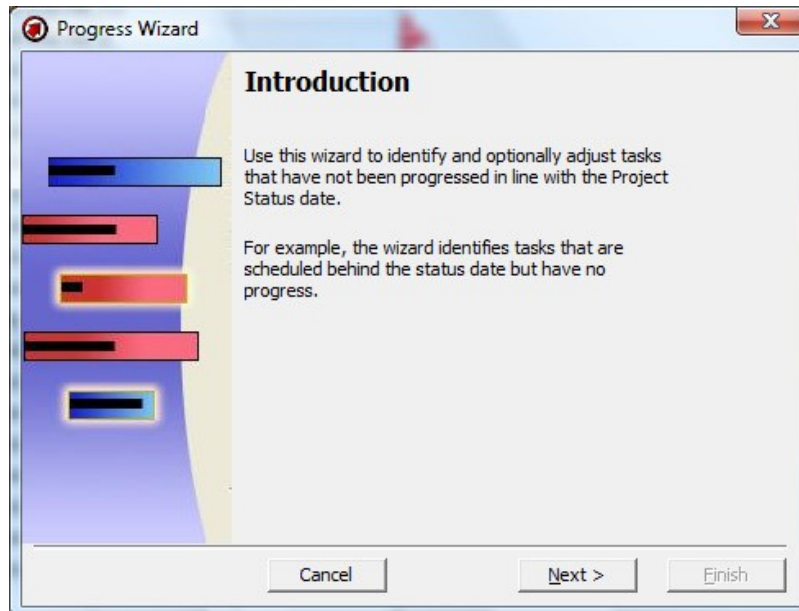 Progress Wizard
Introduction
Use this wizard to identify and optionally adjust tasks
that have not been progressed in line with the Project
Status date.
For example, the wizard identifies tasks that are
scheduled behind the status date but have no
progress.
Cancel
Next >
Finish